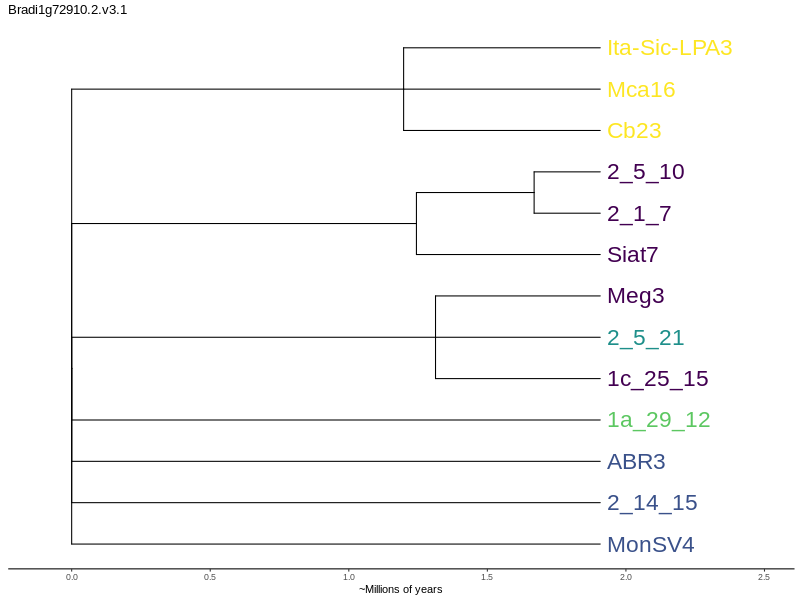 Bradi1g72910.2.v3.1
Ita-Sic-LPA3
Mca16
Cb23
2_5_10
2_1_7
Siat7
Meg3
2_5_21
1c_25_15
1a_29_12
ABR3
2_14_15
MonSV4
0.0 0.5 1.0 1.5 2.0 2.5
~Millions of years